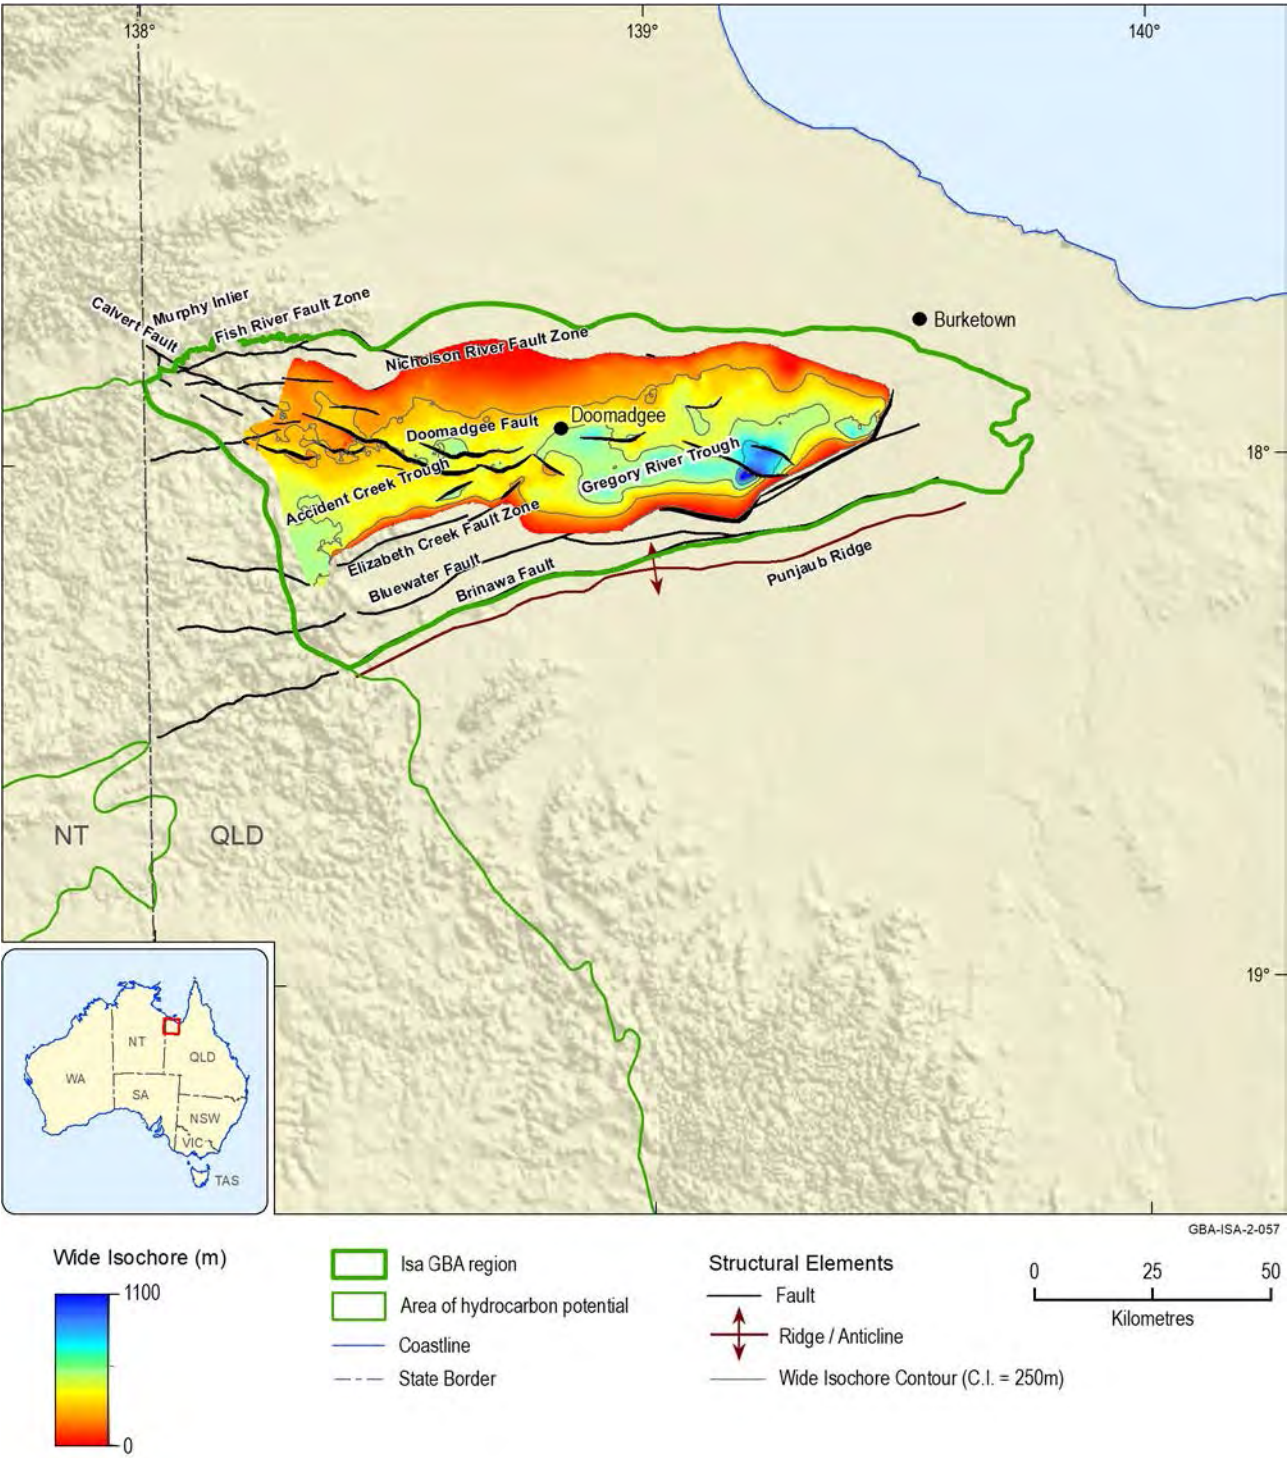 138°
139°
140°
Calvert Fault
Murphy Inlier
Fish River Fault Zone
Nicholson River Fault Zone
Burketown
Doomadgee
Doomadgee Fault
18°
Gregory River Trough
Accident Creek Trough
Elizabeth Creek Fault Zone
Bluewater Fault
Brinawa Fault
Punjaub Ridge
NT
QLD
19°
NT
QLD
WA
SA
NSW
VIC
TAS
GBA-ISA-2-057
Wide Isochore (m)
1100
0
Isa GBA region
Area of hydrocarbon potential
Coastline
State Border
Structural Elements
Fault
Ridge / Anticline
Wide Isochore Contour (C.I. = 250m)
0 25 50
Kilometres